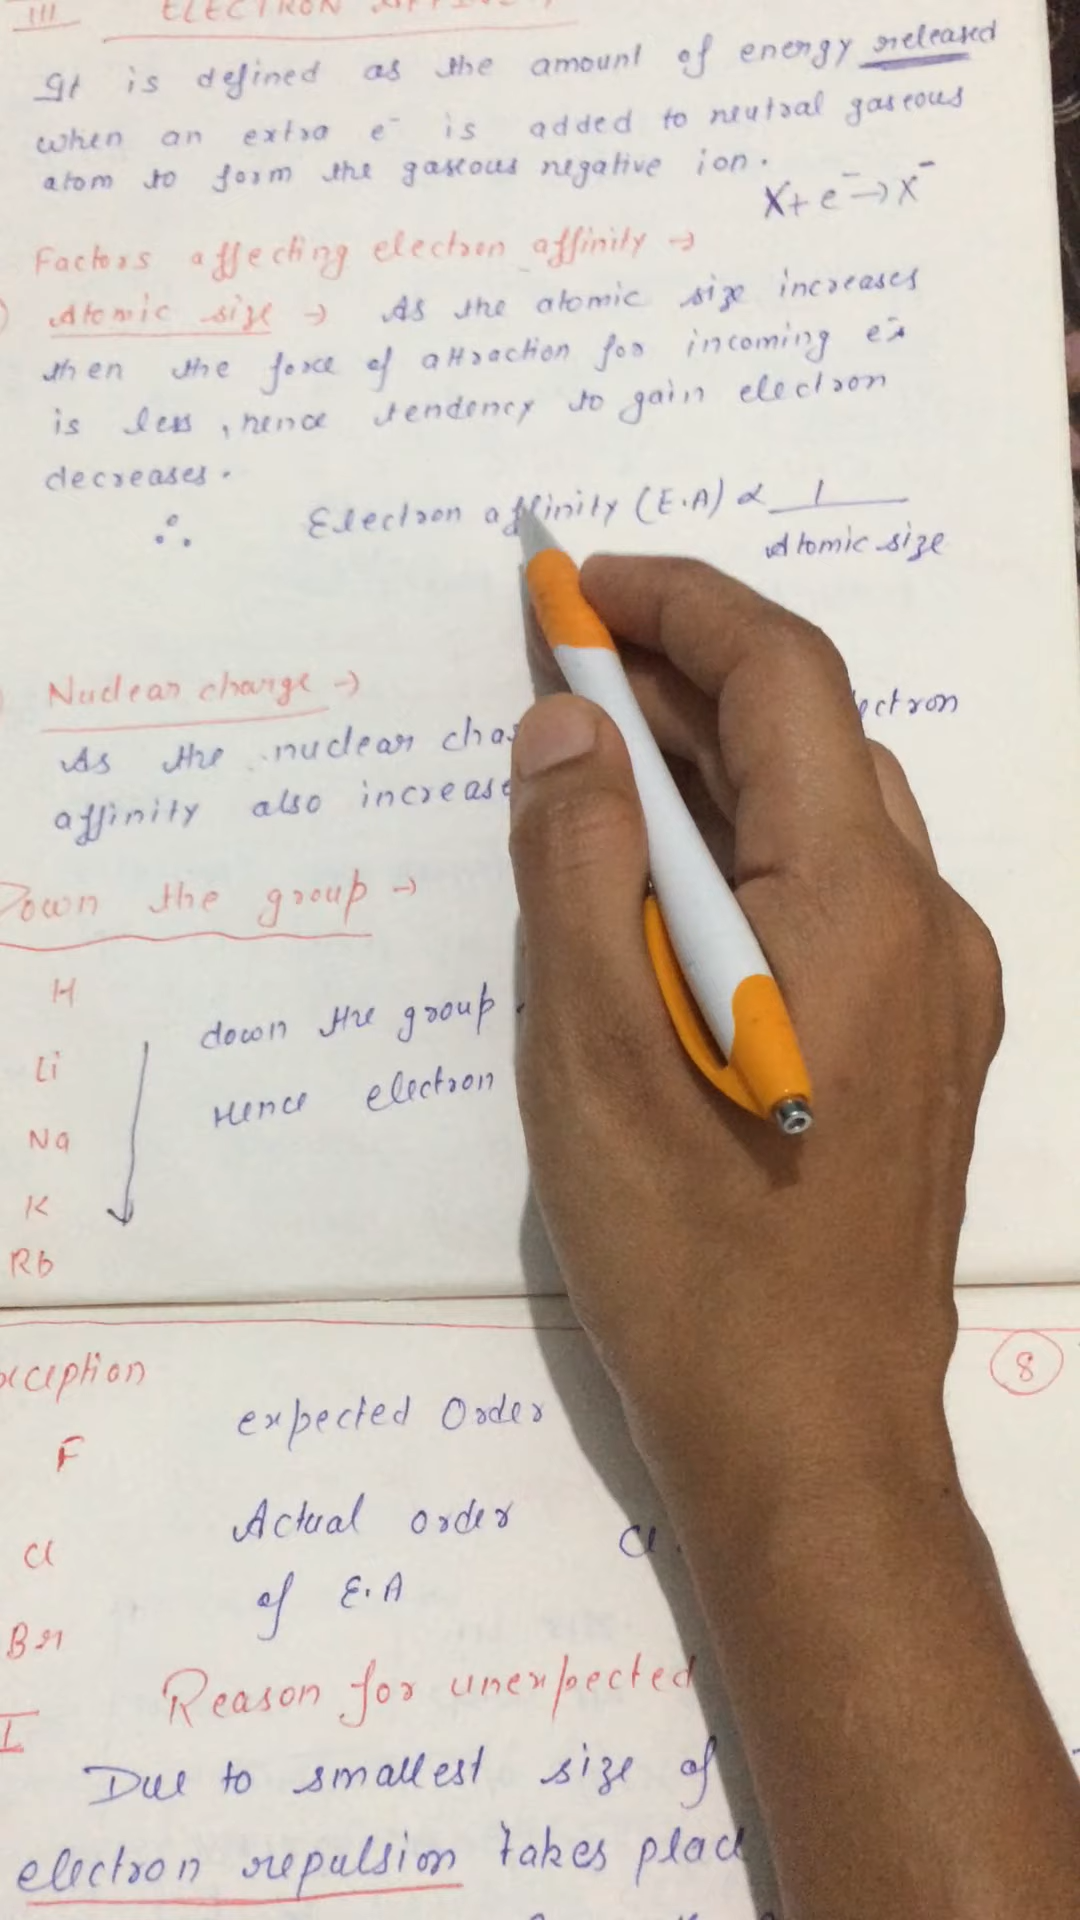 III ELECTRON AFFINITY
It is defined as the amount of energy released
when an extra e⁻ is added to neutral gaseous
atom to form the gaseous negative ion.
X + e⁻ → X⁻
Factors affecting electron affinity →
Atomic size → As the atomic size increases
then the force of attraction for incoming e⁻s
is less, hence tendency to gain electron
decreases.
∴ Electron affinity (E.A) ∝ 1
Atomic size
Nuclear charge →
As the nuclear electron
affinity also
Down the group →
H
Li
Na
K
Rb
down the group
Hence electron
8
F
Cl
Br
I
expected Order
Actual order Cl
of E.A
Reason for unexpected
Due to smallest size of
electron repulsion takes